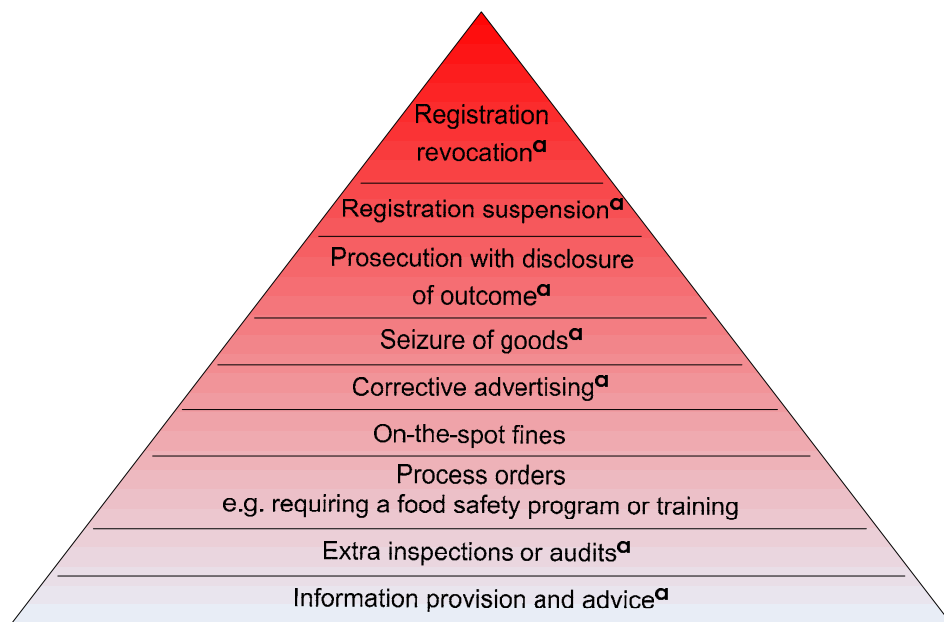 Registration
revocationᵃ
Registration suspensionᵃ
Prosecution with disclosure
of outcomeᵃ
Seizure of goodsᵃ
Corrective advertisingᵃ
On-the-spot fines
Process orders
e.g. requiring a food safety program or training
Extra inspections or auditsᵃ
Information provision and adviceᵃ